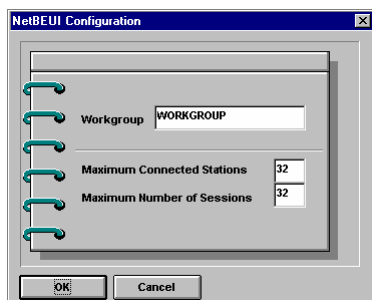 NetBEUI Configuration
Workgroup WORKGROUP
Maximum Connected Stations 32
Maximum Number of Sessions 32
OK Cancel